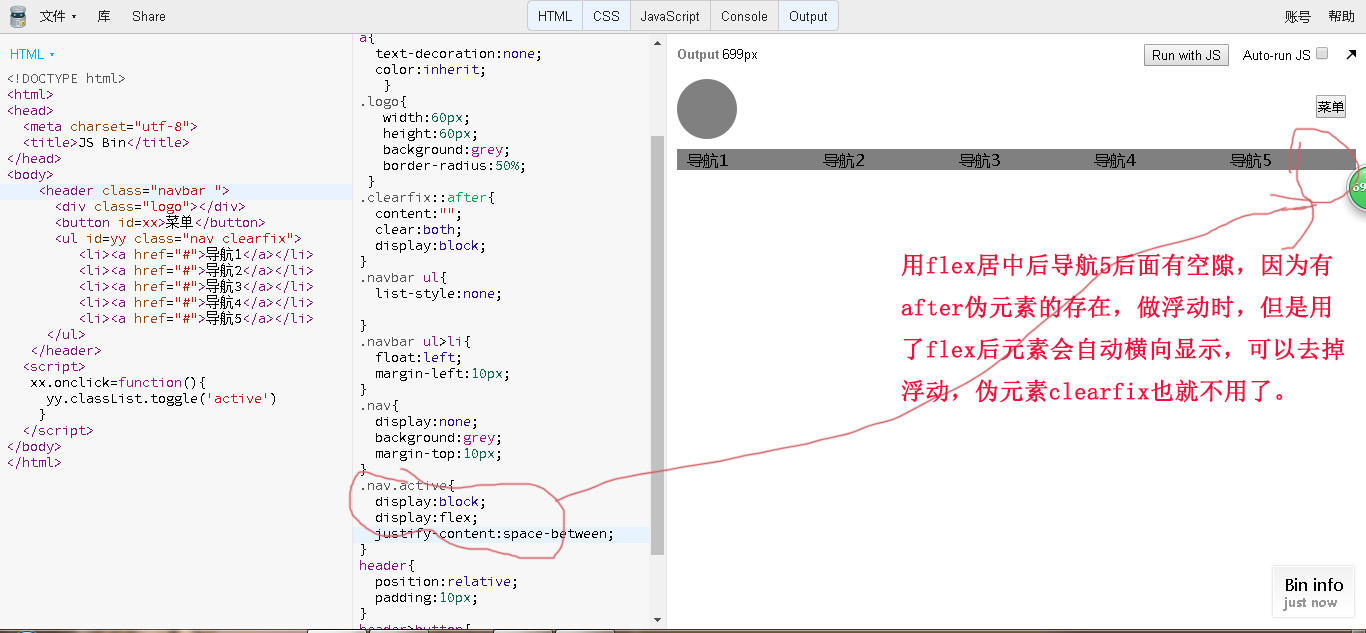 文件 库 Share HTML CSS JavaScript Console Output 账号 帮助
HTML
<!DOCTYPE html>
<html>
<head>
<meta charset="utf-8">
<title>JS Bin</title>
</head>
<body>
<header class="navbar ">
<div class="logo"></div>
<button id=xx>菜单</button>
<ul id=yy class="nav clearfix">
<li><a href="#">导航1</a></li>
<li><a href="#">导航2</a></li>
<li><a href="#">导航3</a></li>
<li><a href="#">导航4</a></li>
<li><a href="#">导航5</a></li>
</ul>
</header>
<script>
xx.onclick=function(){
yy.classList.toggle('active')
}
</script>
</body>
</html>
a{
text-decoration:none;
color:inherit;
}
.logo{
width:60px;
height:60px;
background:grey;
border-radius:50%;
}
.clearfix::after{
content:"";
clear:both;
display:block;
}
.navbar ul{
list-style:none;
}
.navbar ul>li{
float:left;
margin-left:10px;
}
.nav{
display:none;
background:grey;
margin-top:10px;
}
.nav.active{
display:block;
display:flex;
justify-content:space-between;
}
header{
position:relative;
padding:10px;
}
header>button{
Output 699px Run with JS Auto-run JS
菜单
导航1 导航2 导航3 导航4 导航5
用flex居中后导航5后面有空隙，因为有
after伪元素的存在，做浮动时，但是用
了flex后元素会自动横向显示，可以去掉
浮动，伪元素clearfix也就不用了。
Bin info
just now